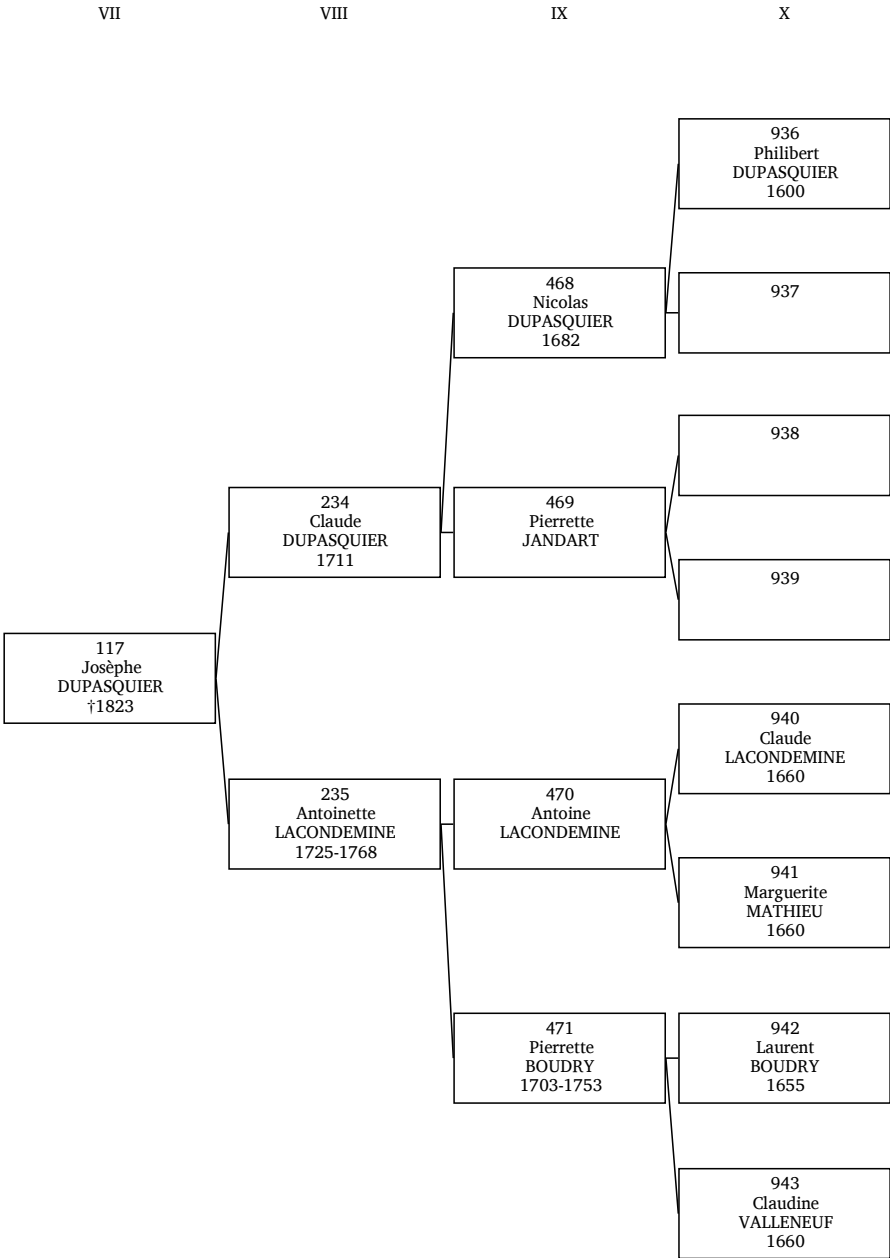 VII VIII IX X
936
Philibert
DUPASQUIER
1600
468
Nicolas
DUPASQUIER
1682
937
938
234
Claude
DUPASQUIER
1711
469
Pierrette
JANDART
939
117
Josèphe
DUPASQUIER
†1823
940
Claude
LACONDEMINE
1660
235
Antoinette
LACONDEMINE
1725-1768
470
Antoine
LACONDEMINE
941
Marguerite
MATHIEU
1660
471
Pierrette
BOUDRY
1703-1753
942
Laurent
BOUDRY
1655
943
Claudine
VALLENEUF
1660